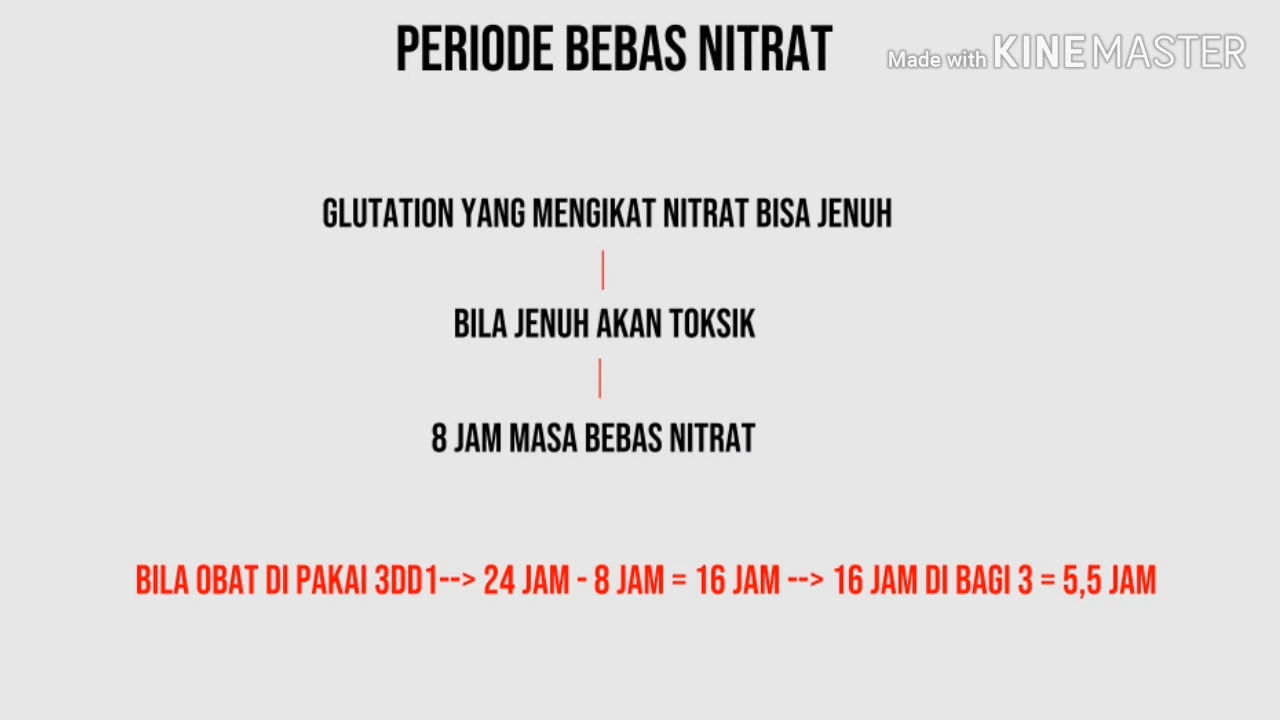 PERIODE BEBAS NITRAT
Made with KINEMASTER
GLUTATION YANG MENGIKAT NITRAT BISA JENUH
BILA JENUH AKAN TOKSIK
8 JAM MASA BEBAS NITRAT
BILA OBAT DI PAKAI 3DD1--> 24 JAM - 8 JAM = 16 JAM --> 16 JAM DI BAGI 3 = 5,5 JAM